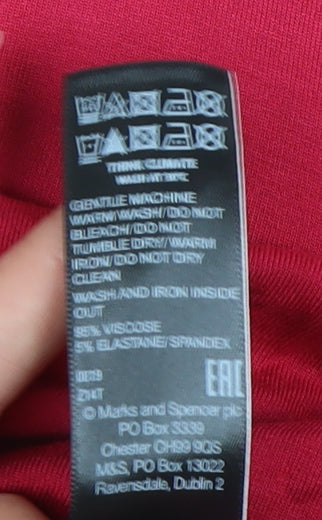 THINK CLIMATE
WASH AT 30°C
GENTLE MACHINE
WARM WASH/DO NOT
BLEACH/DO NOT
TUMBLE DRY/WARM
IRON/DO NOT DRY
CLEAN
WASH AND IRON INSIDE
OUT
95% VISCOSE
5% ELASTANE/SPANDEX
EAC
© Marks and Spencer plc
PO Box 3339
Chester CH99 9QS
M&S, PO Box 13022
Ravensdale, Dublin 2